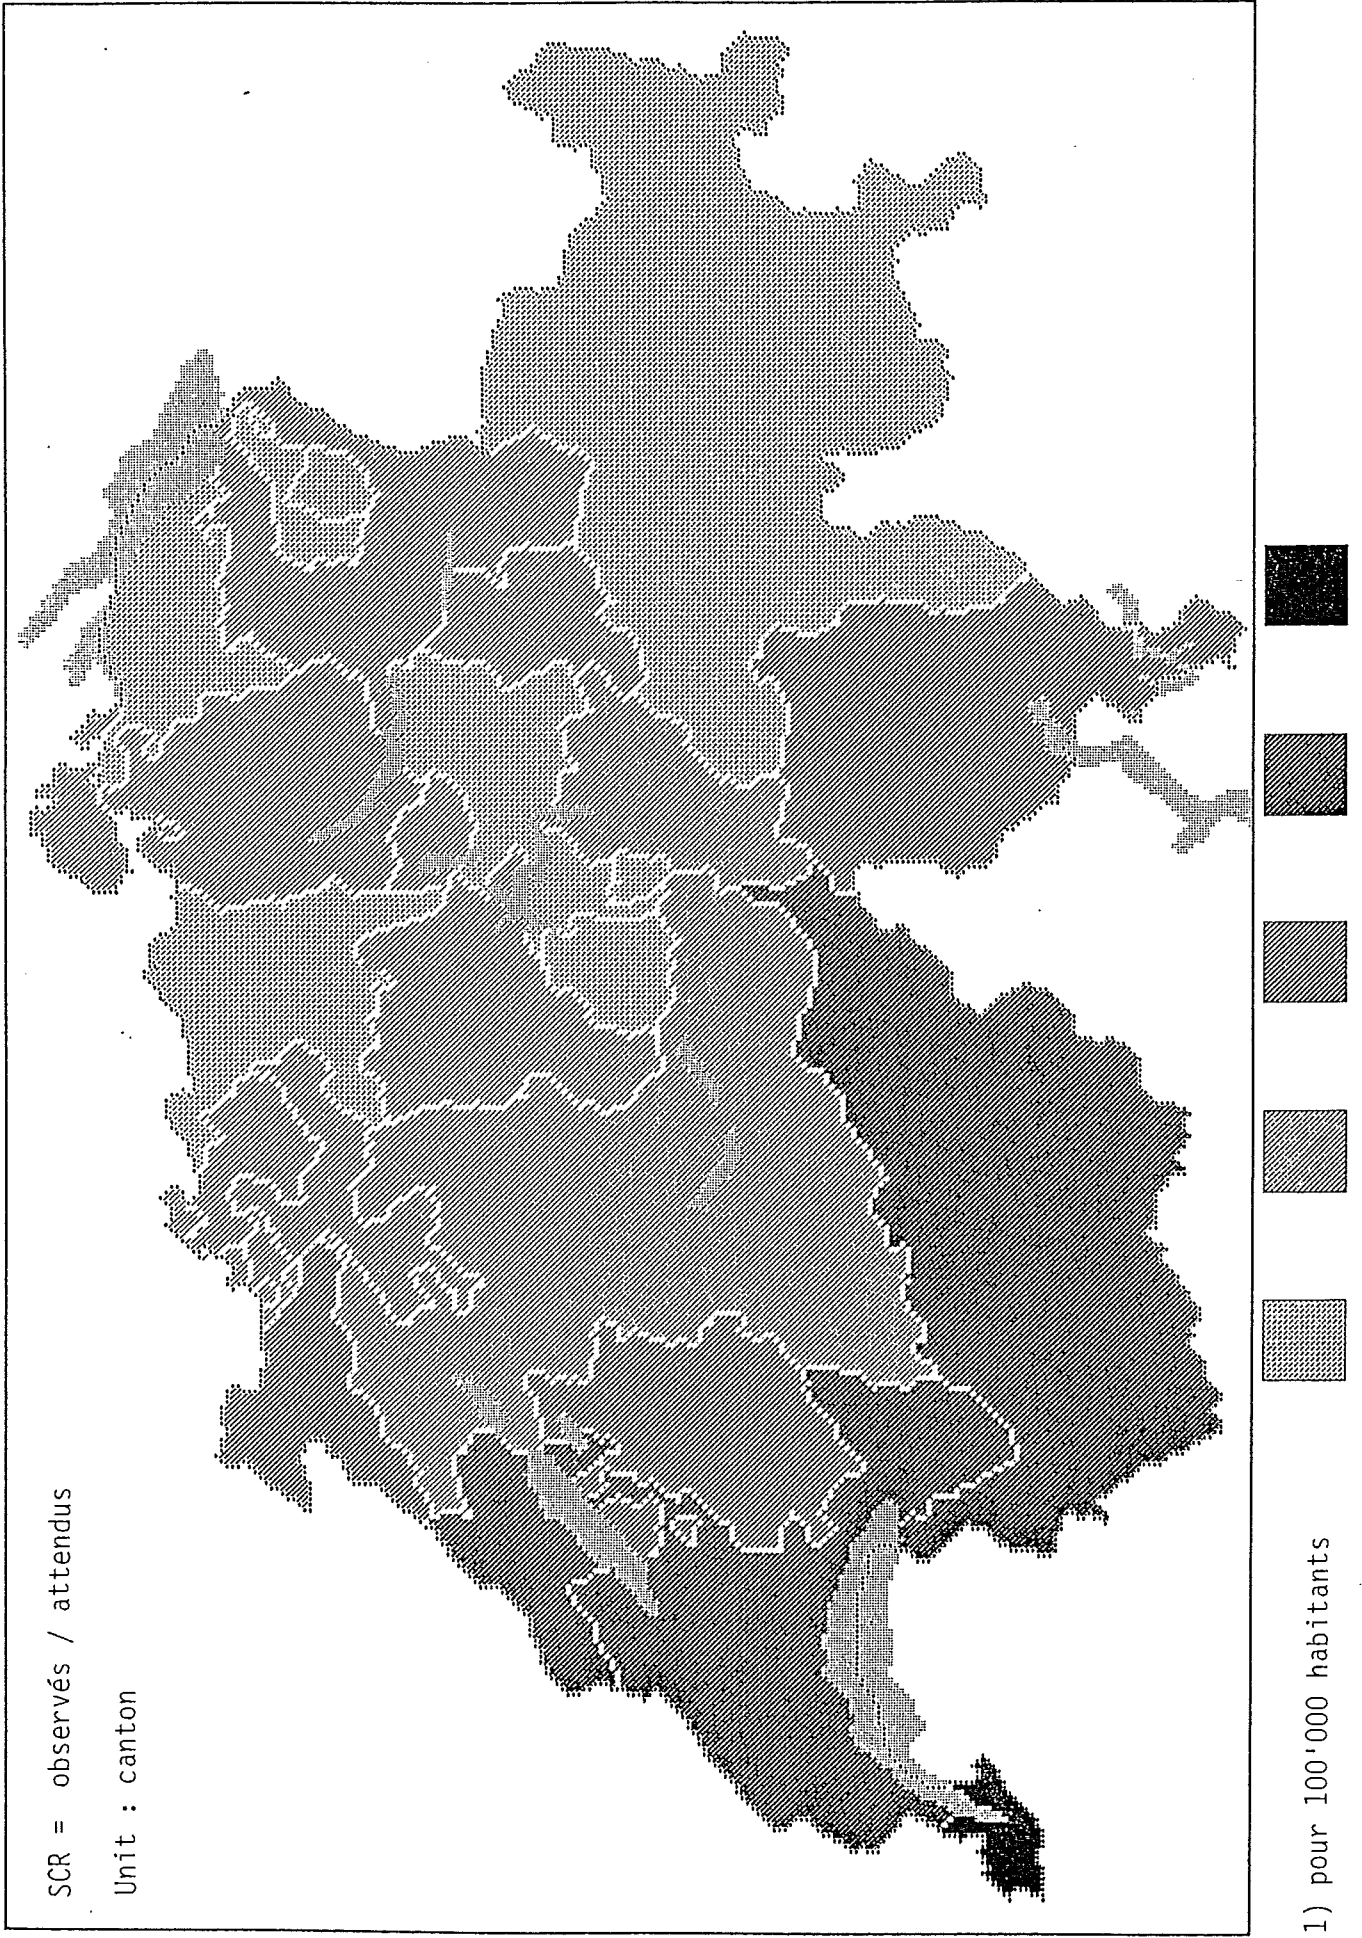 SCR = observés / attendus
Unit : canton
1) pour 100'000 habitants